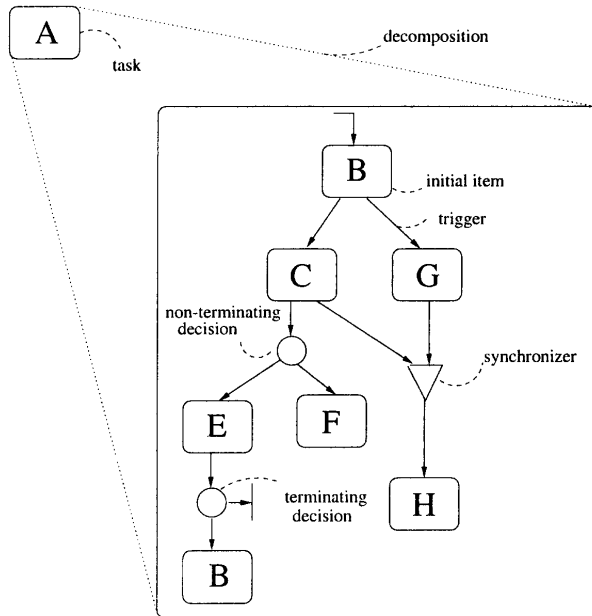 A
decomposition
task
B
initial item
trigger
C
G
non-terminating
decision
synchronizer
E
F
terminating
decision
H
B